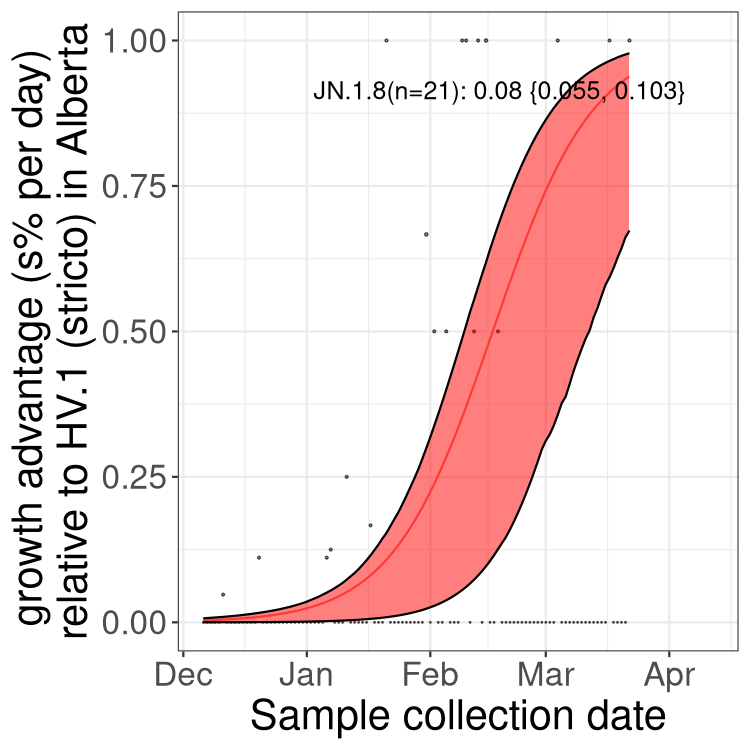 growth advantage (s% per day)
relative to HV.1 (stricto) in Alberta
1.00
0.75
0.50
0.25
0.00
JN.1.8(n=21): 0.08 {0.055, 0.103}
Dec Jan Feb Mar Apr
Sample collection date